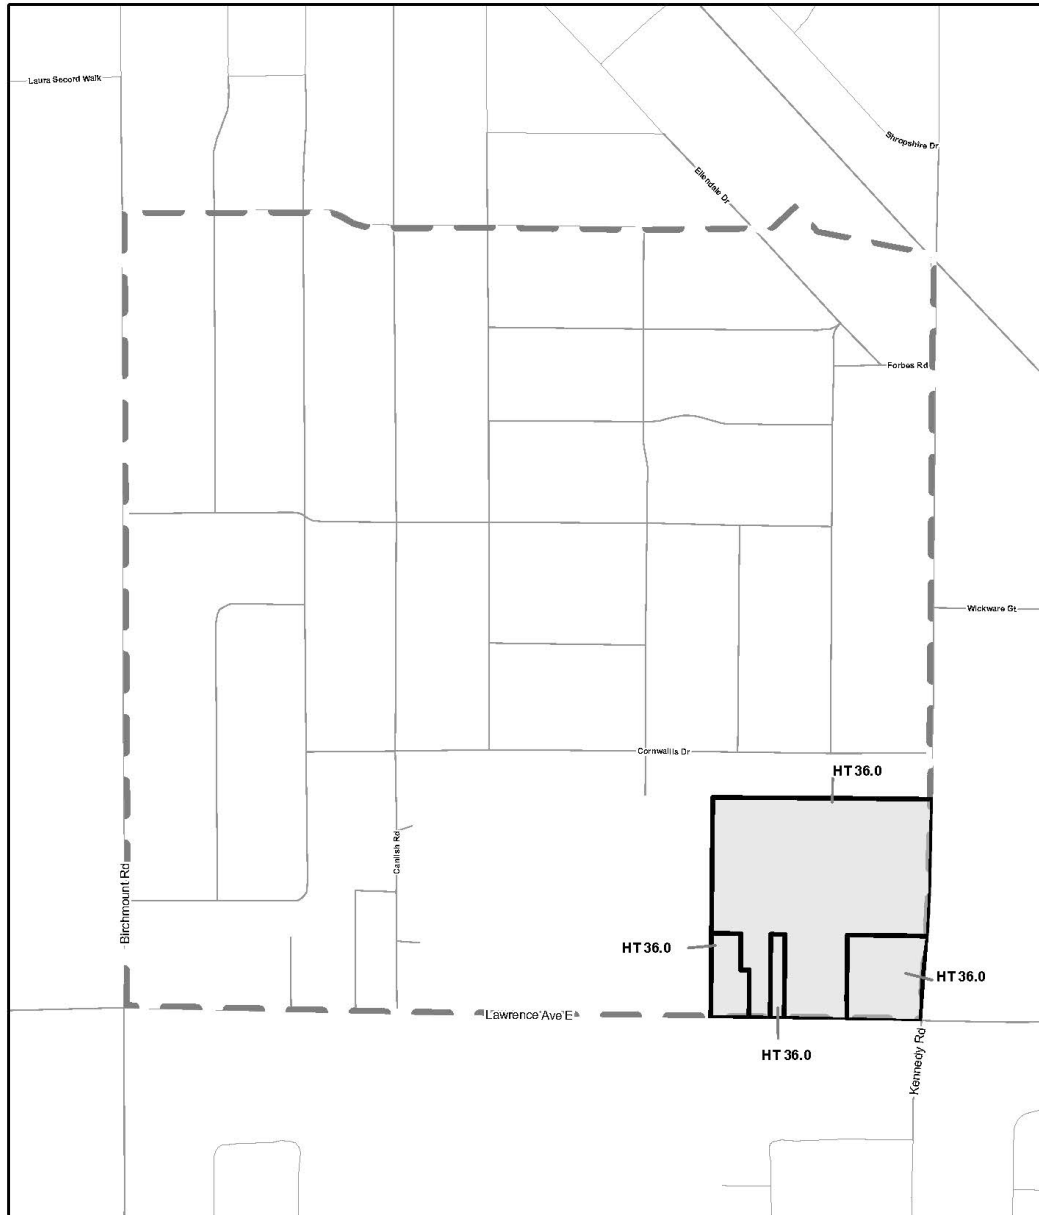 Laura Secord Walk
Shropshire Dr
Ellendale Dr
Forbes Rd
Wickware Gt
Cornwallis Dr
HT 36.0
Canlish Rd
Birchmount Rd
HT 36.0
HT 36.0
Lawrence Ave E
HT 36.0
Kennedy Rd